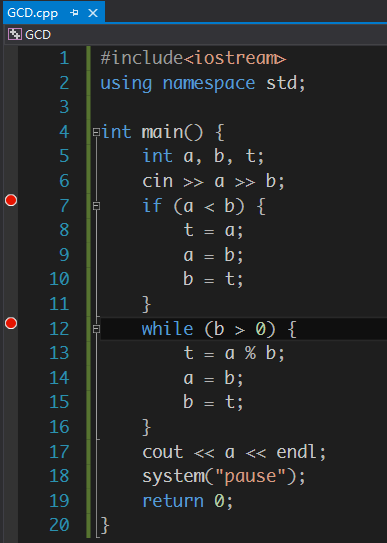 GCD.cpp
GCD
1 #include<iostream>
2 using namespace std;
3
4 int main() {
5     int a, b, t;
6     cin >> a >> b;
7     if (a < b) {
8         t = a;
9         a = b;
10         b = t;
11     }
12     while (b > 0) {
13         t = a % b;
14         a = b;
15         b = t;
16     }
17     cout << a << endl;
18     system("pause");
19     return 0;
20 }